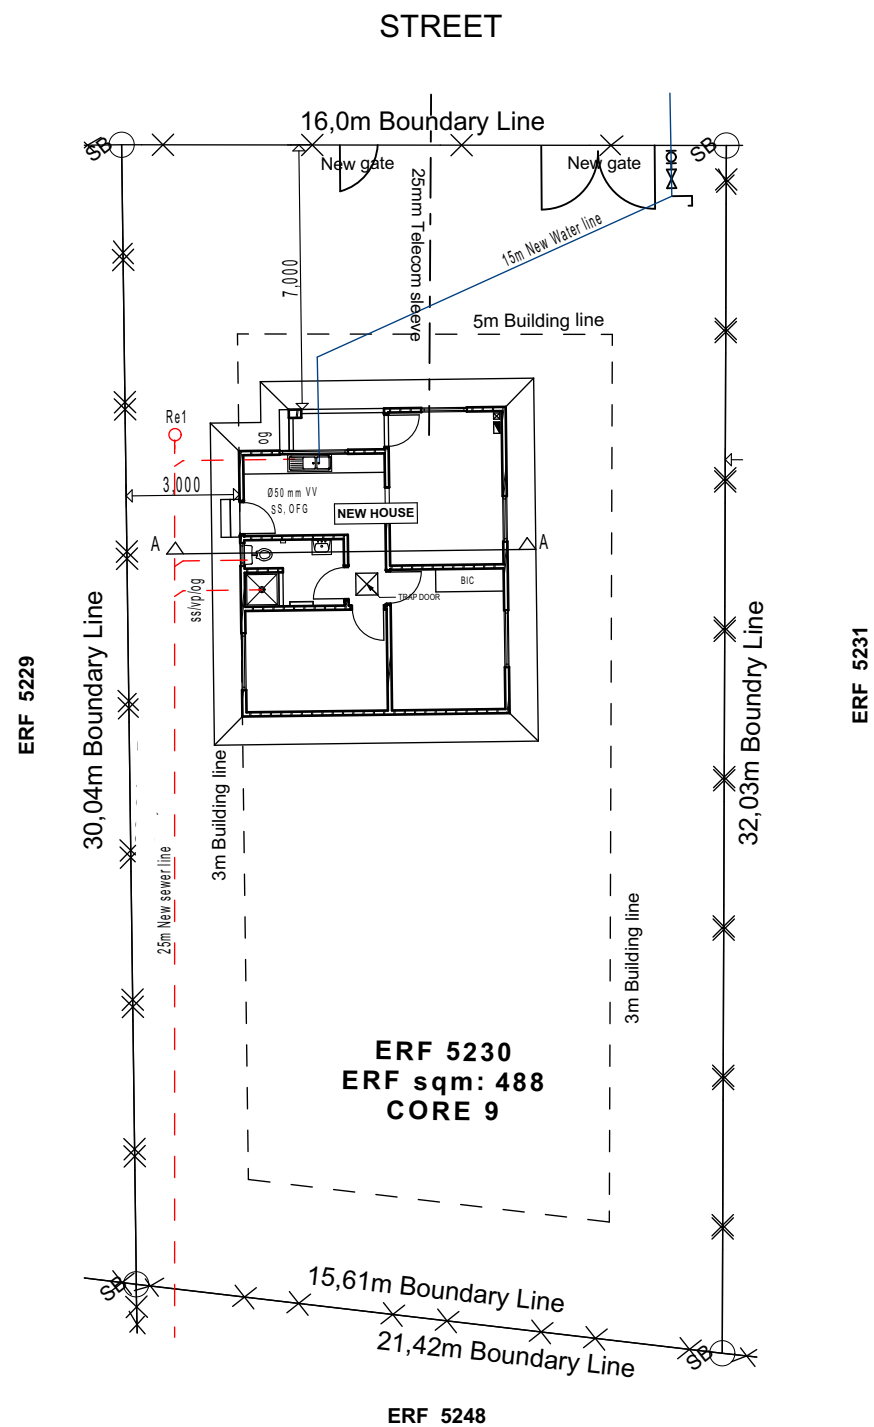 STREET
16,0m Boundary Line
SB
SB
New gate
New gate
25mm Telecom sleeve
15m New Water line
7,000
5m Building line
Re1
og
3,000
Ø50 mm VV
SS, OFG
NEW HOUSE
A
A
BIC
TRAP DOOR
ss/vp/og
ERF 5229
30,04m Boundary Line
32,03m Boundry Line
ERF 5231
3m Building line
25m New sewer line
3m Building line
ERF 5230
ERF sqm: 488
CORE 9
SB
15,61m Boundary Line
21,42m Boundary Line
SB
ERF 5248